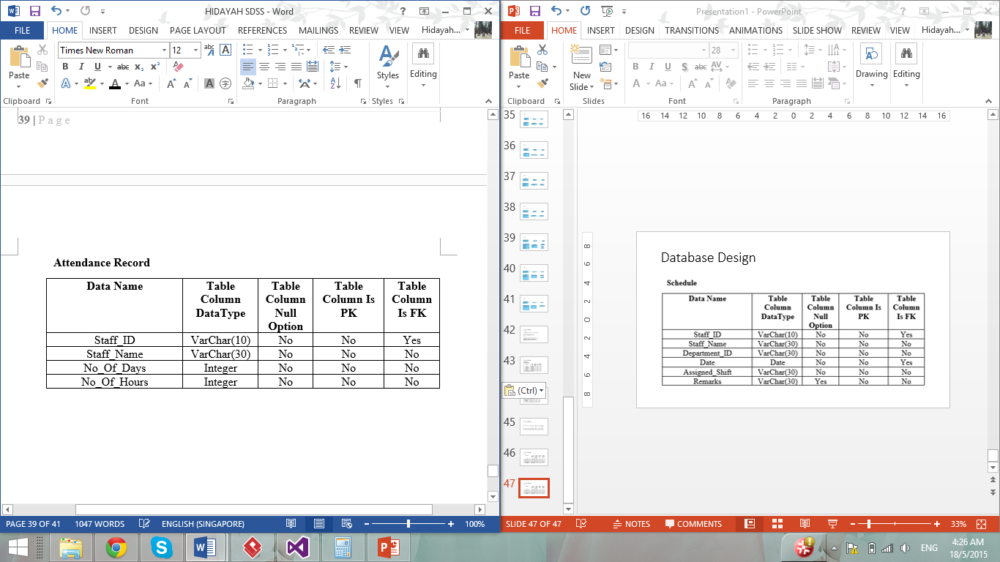 HIDAYAH SDSS - Word
FILE HOME INSERT DESIGN PAGE LAYOUT REFERENCES MAILINGS REVIEW VIEW Hidayah...
Times New Roman 12
Paste
Styles
Editing
Clipboard Font Paragraph Styles
39 | P a g e
Attendance Record
Data Name Table Column DataType Table Column Null Option Table Column Is PK Table Column Is FK
Staff_ID VarChar(10) No No Yes
Staff_Name VarChar(30) No No No
No_Of_Days Integer No No No
No_Of_Hours Integer No No No
PAGE 39 OF 41 1047 WORDS ENGLISH (SINGAPORE) 100%
Presentation1 - PowerPoint
FILE HOME INSERT DESIGN TRANSITIONS ANIMATIONS SLIDE SHOW REVIEW VIEW Hidayah...
28
Paste
New Slide
Drawing
Editing
Clipboard Slides Font Paragraph
16 14 12 10 8 6 4 2 0 2 4 6 8 10 12 14 16
35
36
37
38
39
40
41
42
43
(Ctrl)
45
46
47
8
6
4
2
0
2
4
6
8
Database Design
Schedule
Data Name Table Column DataType Table Column Null Option Table Column Is PK Table Column Is FK
Staff_ID VarChar(10) No No Yes
Staff_Name VarChar(30) No No No
Department_ID VarChar(30) No No No
Date Date No No Yes
Assigned_Shift VarChar(30) No No No
Remarks VarChar(30) Yes No No
SLIDE 47 OF 47 NOTES COMMENTS 33%
ENG
4:26 AM
18/5/2015